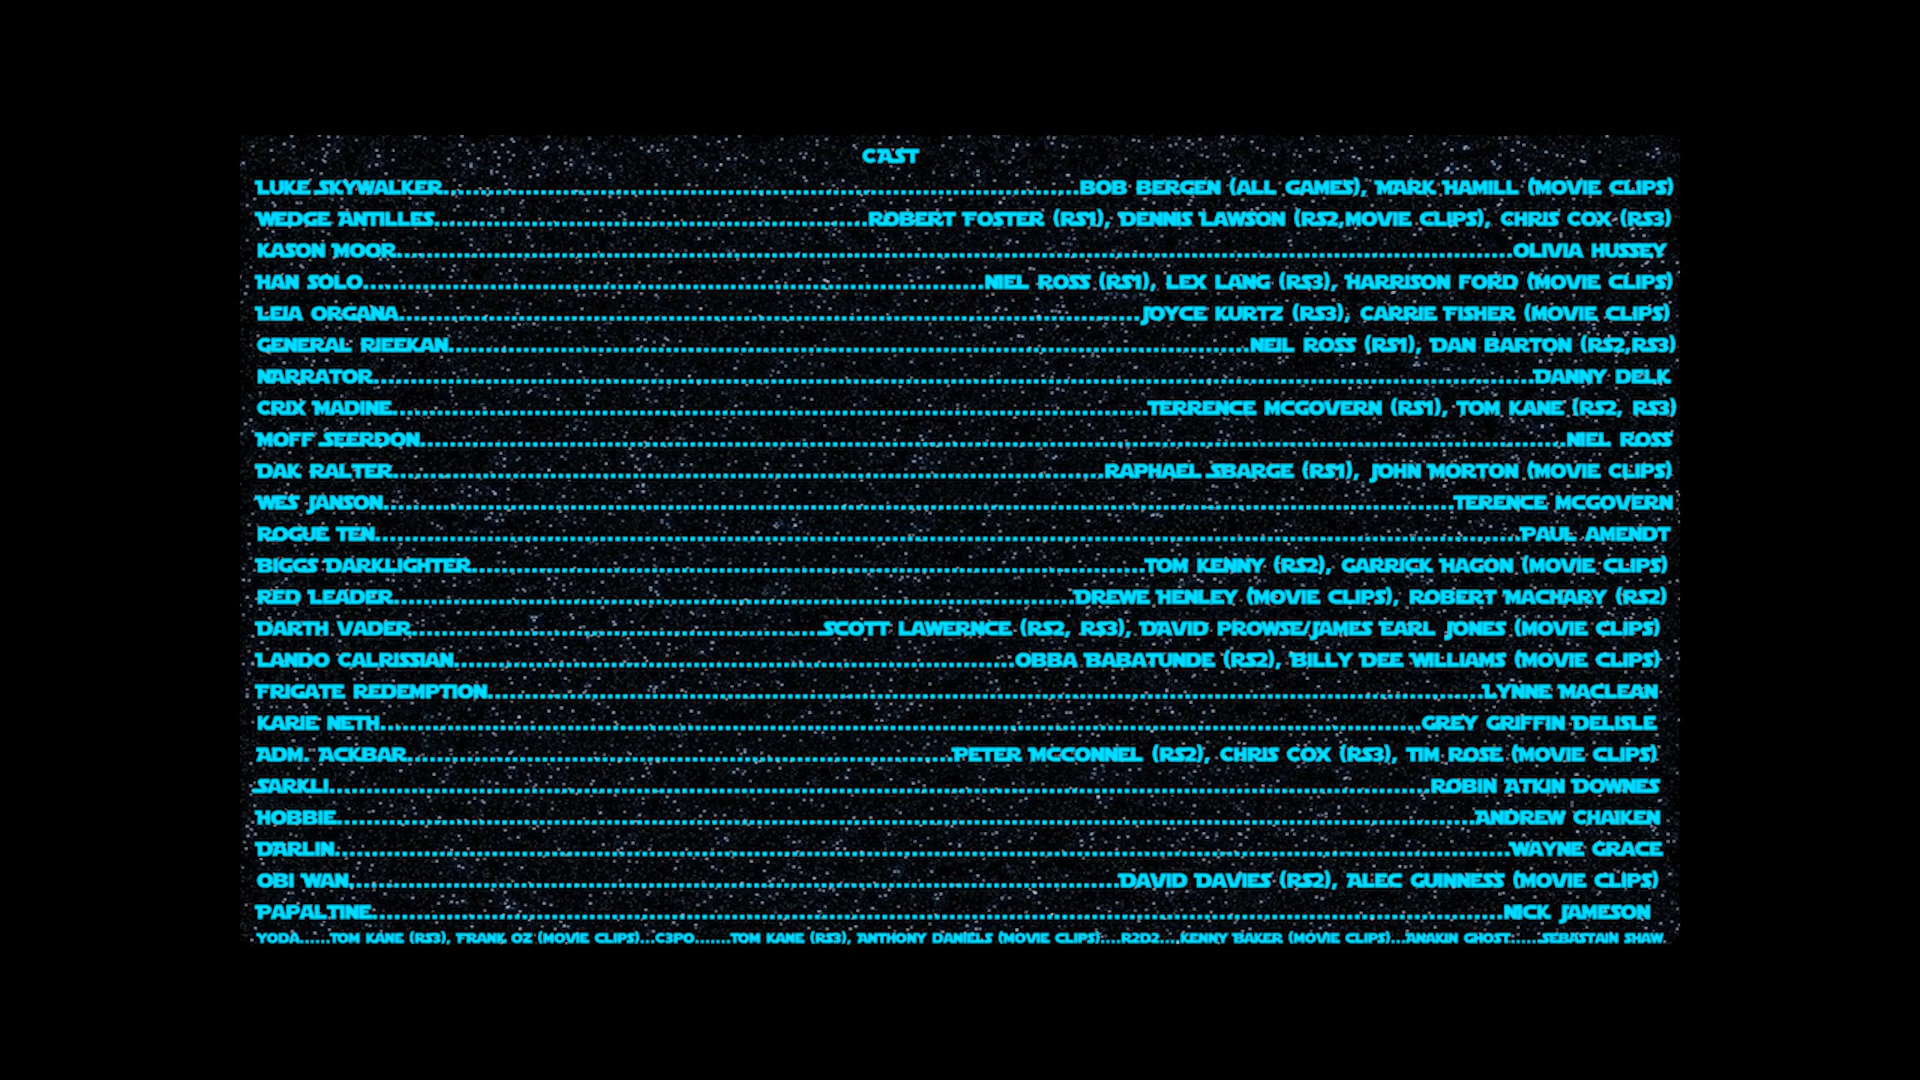 CAST
LUKE SKYWALKER..........BOB BERGEN (ALL GAMES), MARK HAMILL (MOVIE CLIPS)
WEDGE ANTILLES..........ROBERT FOSTER (RS1), DENNIS LAWSON (RS2,MOVIE CLIPS), CHRIS COX (RS3)
KASON MOOR..........OLIVIA HUSSEY
HAN SOLO..........NIEL ROSS (RS1), LEX LANG (RS3), HARRISON FORD (MOVIE CLIPS)
LEIA ORGANA..........JOYCE KURTZ (RS3), CARRIE FISHER (MOVIE CLIPS)
GENERAL RIEEKAN..........NEIL ROSS (RS1), DAN BARTON (RS2,RS3)
NARRATOR..........DANNY DELK
CRIX MADINE..........TERRENCE MCGOVERN (RS1), TOM KANE (RS2, RS3)
MOFF SEERDON..........NIEL ROSS
DAK RALTER..........RAPHAEL SBARGE (RS1), JOHN MORTON (MOVIE CLIPS)
WES JANSON..........TERENCE MCGOVERN
ROGUE TEN..........PAUL AMENDT
BIGGS DARKLIGHTER..........TOM KENNY (RS2), GARRICK HAGON (MOVIE CLIPS)
RED LEADER..........DREWE HENLEY (MOVIE CLIPS), ROBERT MACHARY (RS2)
DARTH VADER..........SCOTT LAWERNCE (RS2, RS3), DAVID PROWSE/JAMES EARL JONES (MOVIE CLIPS)
LANDO CALRISSIAN..........OBBA BABATUNDE (RS2), BILLY DEE WILLIAMS (MOVIE CLIPS)
FRIGATE REDEMPTION..........LYNNE MACLEAN
KARIE NETH..........GREY GRIFFIN DELISLE
ADM. ACKBAR..........PETER MCCONNEL (RS2), CHRIS COX (RS3), TIM ROSE (MOVIE CLIPS)
SARKLI..........ROBIN ATKIN DOWNES
HOBBIE..........ANDREW CHAIKEN
DARLIN..........WAYNE GRACE
OBI WAN..........DAVID DAVIES (RS2), ALEC GUINNESS (MOVIE CLIPS)
PAPALTINE..........NICK JAMESON
YODA......TOM KANE (RS3), FRANK OZ (MOVIE CLIPS)...C3PO.......TOM KANE (RS3), ANTHONY DANIELS (MOVIE CLIPS)....R2D2....KENNY BAKER (MOVIE CLIPS)...ANAKIN GHOST......SEBASTAIN SHAW